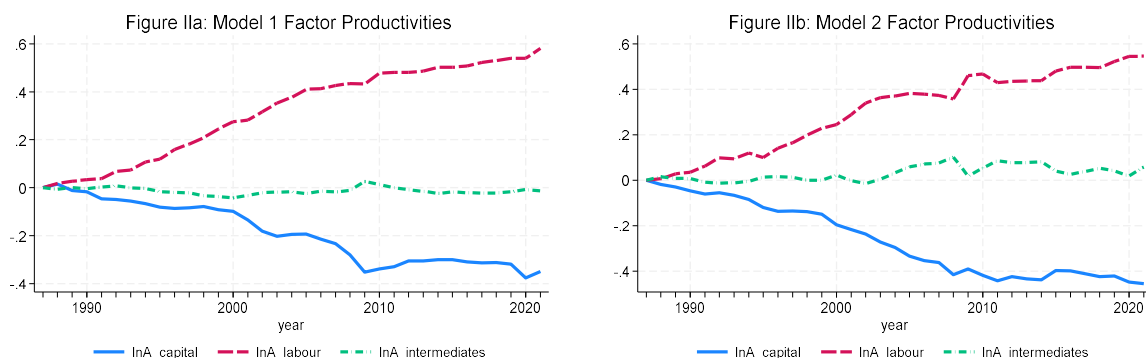 Figure IIa: Model 1 Factor Productivities
.6
.4
.2
0
-.2
-.4
1990 2000 2010 2020
year
lnA_capital lnA_labour lnA_intermediates
Figure IIb: Model 2 Factor Productivities
.6
.4
.2
0
-.2
-.4
1990 2000 2010 2020
year
lnA_capital lnA_labour lnA_intermediates